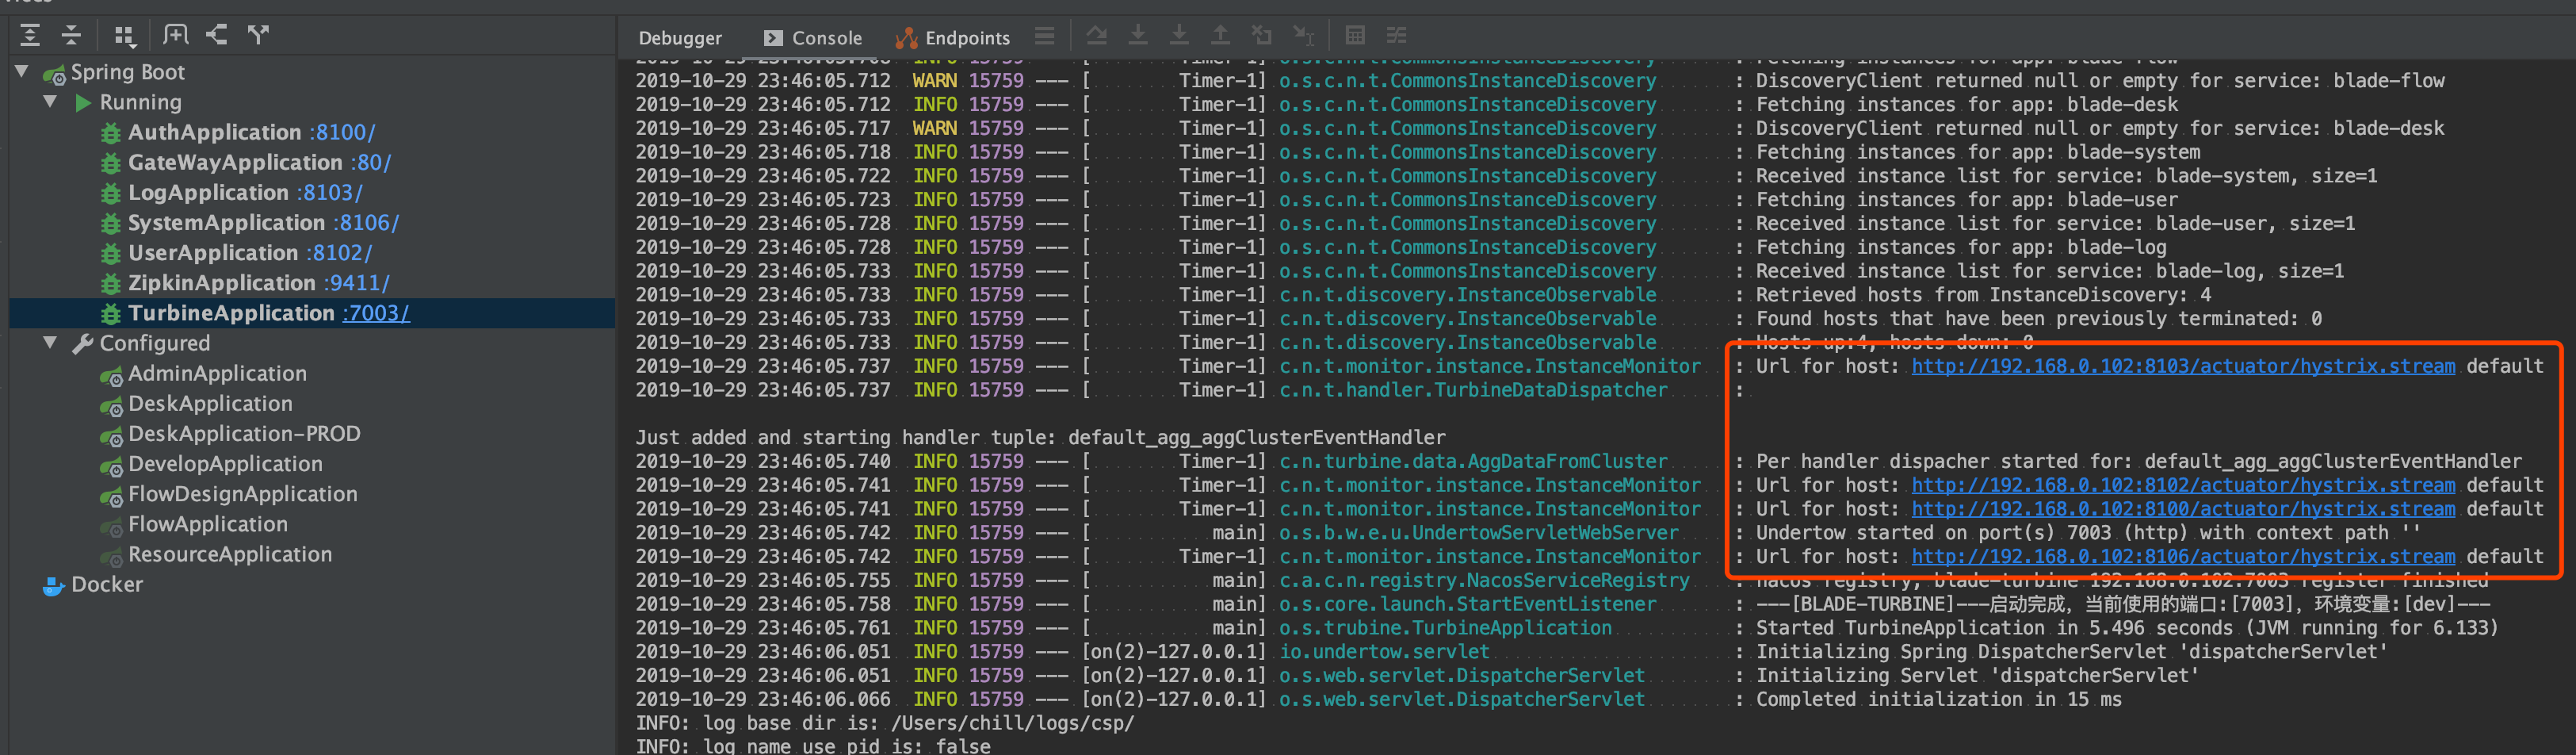 Debugger Console Endpoints
Spring Boot
Running
AuthApplication :8100/
GateWayApplication :80/
LogApplication :8103/
SystemApplication :8106/
UserApplication :8102/
ZipkinApplication :9411/
TurbineApplication :7003/
Configured
AdminApplication
DeskApplication
DeskApplication-PROD
DevelopApplication
FlowDesignApplication
FlowApplication
ResourceApplication
Docker
2019-10-29 23:46:05.712 WARN 15759 --- [ Timer-1] o.s.c.n.t.CommonsInstanceDiscovery : DiscoveryClient returned null or empty for service: blade-flow
2019-10-29 23:46:05.712 INFO 15759 --- [ Timer-1] o.s.c.n.t.CommonsInstanceDiscovery : Fetching instances for app: blade-desk
2019-10-29 23:46:05.717 WARN 15759 --- [ Timer-1] o.s.c.n.t.CommonsInstanceDiscovery : DiscoveryClient returned null or empty for service: blade-desk
2019-10-29 23:46:05.718 INFO 15759 --- [ Timer-1] o.s.c.n.t.CommonsInstanceDiscovery : Fetching instances for app: blade-system
2019-10-29 23:46:05.722 INFO 15759 --- [ Timer-1] o.s.c.n.t.CommonsInstanceDiscovery : Received instance list for service: blade-system, size=1
2019-10-29 23:46:05.723 INFO 15759 --- [ Timer-1] o.s.c.n.t.CommonsInstanceDiscovery : Fetching instances for app: blade-user
2019-10-29 23:46:05.728 INFO 15759 --- [ Timer-1] o.s.c.n.t.CommonsInstanceDiscovery : Received instance list for service: blade-user, size=1
2019-10-29 23:46:05.728 INFO 15759 --- [ Timer-1] o.s.c.n.t.CommonsInstanceDiscovery : Fetching instances for app: blade-log
2019-10-29 23:46:05.733 INFO 15759 --- [ Timer-1] o.s.c.n.t.CommonsInstanceDiscovery : Received instance list for service: blade-log, size=1
2019-10-29 23:46:05.733 INFO 15759 --- [ Timer-1] c.n.t.discovery.InstanceObservable : Retrieved hosts from InstanceDiscovery: 4
2019-10-29 23:46:05.733 INFO 15759 --- [ Timer-1] c.n.t.discovery.InstanceObservable : Found hosts that have been previously terminated: 0
2019-10-29 23:46:05.733 INFO 15759 --- [ Timer-1] c.n.t.discovery.InstanceObservable : Hosts up:4, hosts down: 0
2019-10-29 23:46:05.737 INFO 15759 --- [ Timer-1] c.n.t.monitor.instance.InstanceMonitor : Url for host: http://192.168.0.102:8103/actuator/hystrix.stream default
2019-10-29 23:46:05.737 INFO 15759 --- [ Timer-1] c.n.t.handler.TurbineDataDispatcher :
Just added and starting handler tuple: default_agg_aggClusterEventHandler
2019-10-29 23:46:05.740 INFO 15759 --- [ Timer-1] c.n.turbine.data.AggDataFromCluster : Per handler dispacher started for: default_agg_aggClusterEventHandler
2019-10-29 23:46:05.741 INFO 15759 --- [ Timer-1] c.n.t.monitor.instance.InstanceMonitor : Url for host: http://192.168.0.102:8102/actuator/hystrix.stream default
2019-10-29 23:46:05.741 INFO 15759 --- [ Timer-1] c.n.t.monitor.instance.InstanceMonitor : Url for host: http://192.168.0.102:8100/actuator/hystrix.stream default
2019-10-29 23:46:05.742 INFO 15759 --- [ main] o.s.b.w.e.u.UndertowServletWebServer : Undertow started on port(s) 7003 (http) with context path ''
2019-10-29 23:46:05.742 INFO 15759 --- [ Timer-1] c.n.t.monitor.instance.InstanceMonitor : Url for host: http://192.168.0.102:8106/actuator/hystrix.stream default
2019-10-29 23:46:05.755 INFO 15759 --- [ main] c.a.c.n.registry.NacosServiceRegistry : nacos registry, blade-turbine 192.168.0.102:7003 register finished
2019-10-29 23:46:05.758 INFO 15759 --- [ main] o.s.core.launch.StartEventListener : ---[BLADE-TURBINE]---启动完成，当前使用的端口:[7003]，环境变量:[dev]---
2019-10-29 23:46:05.761 INFO 15759 --- [ main] o.s.trubine.TurbineApplication : Started TurbineApplication in 5.496 seconds (JVM running for 6.133)
2019-10-29 23:46:06.051 INFO 15759 --- [on(2)-127.0.0.1] io.undertow.servlet : Initializing Spring DispatcherServlet 'dispatcherServlet'
2019-10-29 23:46:06.051 INFO 15759 --- [on(2)-127.0.0.1] o.s.web.servlet.DispatcherServlet : Initializing Servlet 'dispatcherServlet'
2019-10-29 23:46:06.066 INFO 15759 --- [on(2)-127.0.0.1] o.s.web.servlet.DispatcherServlet : Completed initialization in 15 ms
INFO: log base dir is: /Users/chill/logs/csp/
INFO: log name use pid is: false